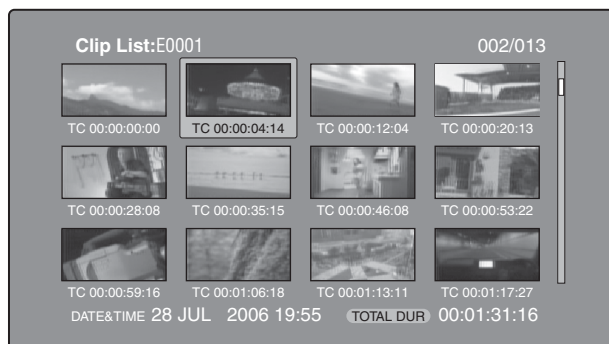 Clip List:E0001 002/013
TC 00:00:00:00 TC 00:00:04:14 TC 00:00:12:04 TC 00:00:20:13
TC 00:00:28:08 TC 00:00:35:15 TC 00:00:46:08 TC 00:00:53:22
TC 00:00:59:16 TC 00:01:06:18 TC 00:01:13:11 TC 00:01:17:27
DATE&TIME 28 JUL 2006 19:55 TOTAL DUR 00:01:31:16